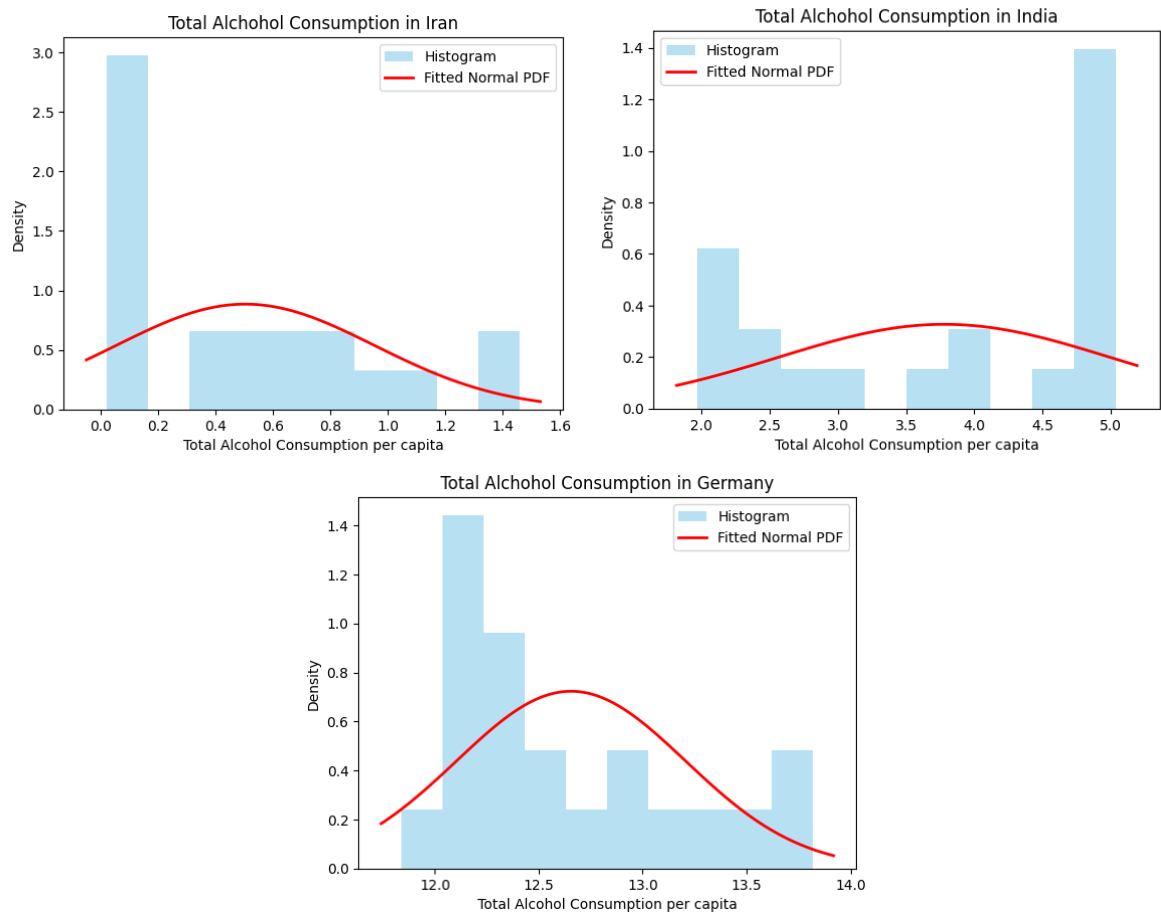 Total Alchohol Consumption in Iran
Histogram
Fitted Normal PDF
3.0
2.5
2.0
1.5
1.0
0.5
0.0
Density
0.0 0.2 0.4 0.6 0.8 1.0 1.2 1.4 1.6
Total Alcohol Consumption per capita
Total Alchohol Consumption in India
Histogram
Fitted Normal PDF
1.4
1.2
1.0
0.8
0.6
0.4
0.2
0.0
Density
2.0 2.5 3.0 3.5 4.0 4.5 5.0
Total Alcohol Consumption per capita
Total Alchohol Consumption in Germany
Histogram
Fitted Normal PDF
1.4
1.2
1.0
0.8
0.6
0.4
0.2
0.0
Density
12.0 12.5 13.0 13.5 14.0
Total Alcohol Consumption per capita